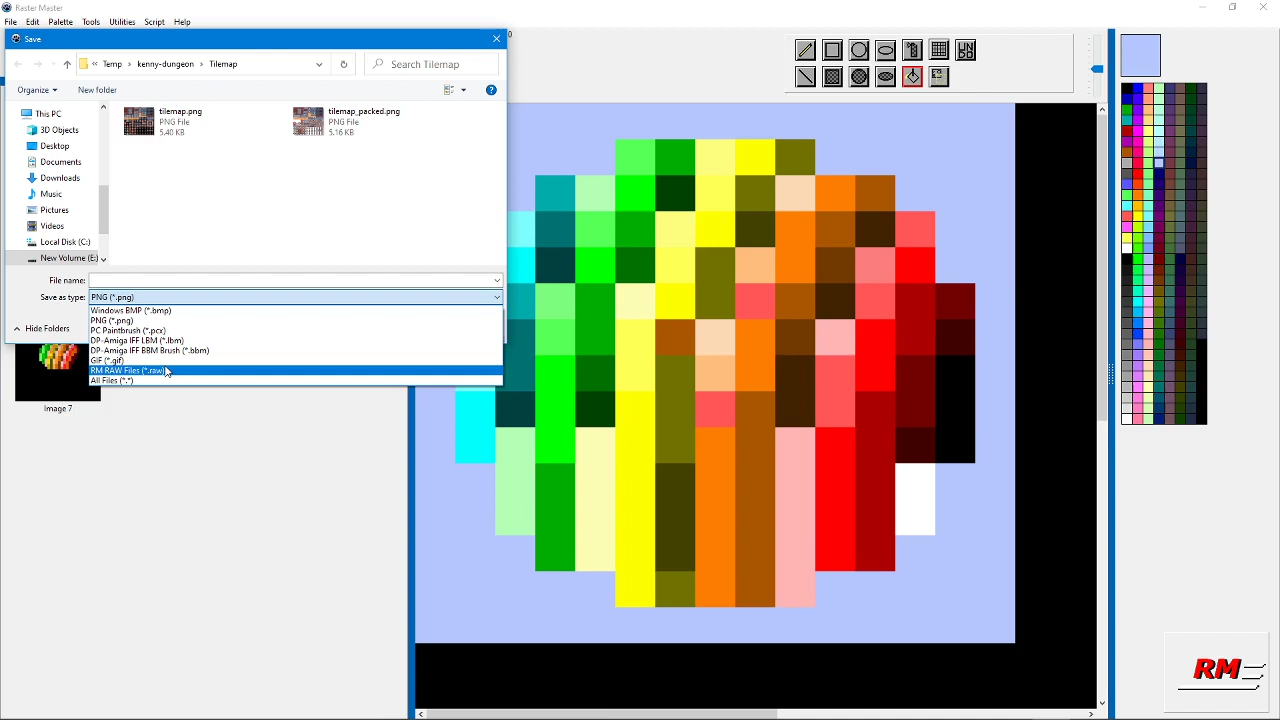 Raster Master
File Edit Palette Tools Utilities Script Help
Save
« Temp › kenny-dungeon › Tilemap
Search Tilemap
Organize
New folder
This PC
3D Objects
Desktop
Documents
Downloads
Music
Pictures
Videos
Local Disk (C:)
New Volume (E:)
tilemap.png
PNG File
5.40 KB
tilemap_packed.png
PNG File
5.16 KB
File name:
Save as type: PNG (*.png)
Windows BMP (*.bmp)
PNG (*.png)
PC Paintbrush (*.pcx)
DP-Amiga IFF LBM (*.lbm)
DP-Amiga IFF BBM Brush (*.bbm)
GIF (*.gif)
RM RAW Files (*.raw)
All Files (*.*)
Hide Folders
Image 7
0
UN
DO
RM